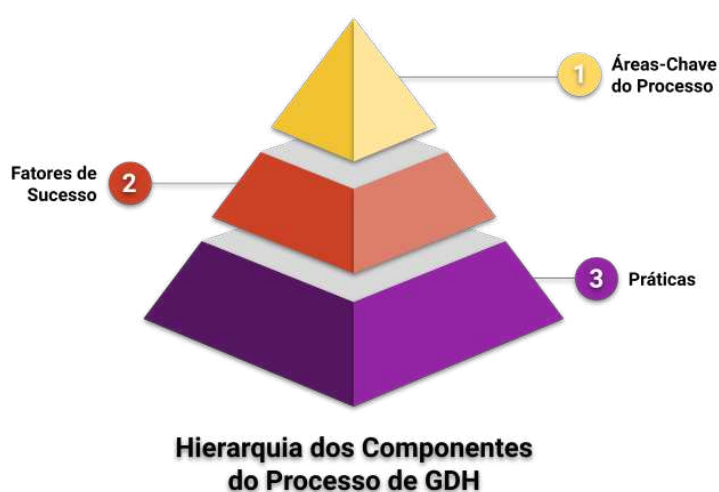 1
Áreas-Chave
do Processo
Fatores de
Sucesso
2
3
Práticas
Hierarquia dos Componentes
do Processo de GDH